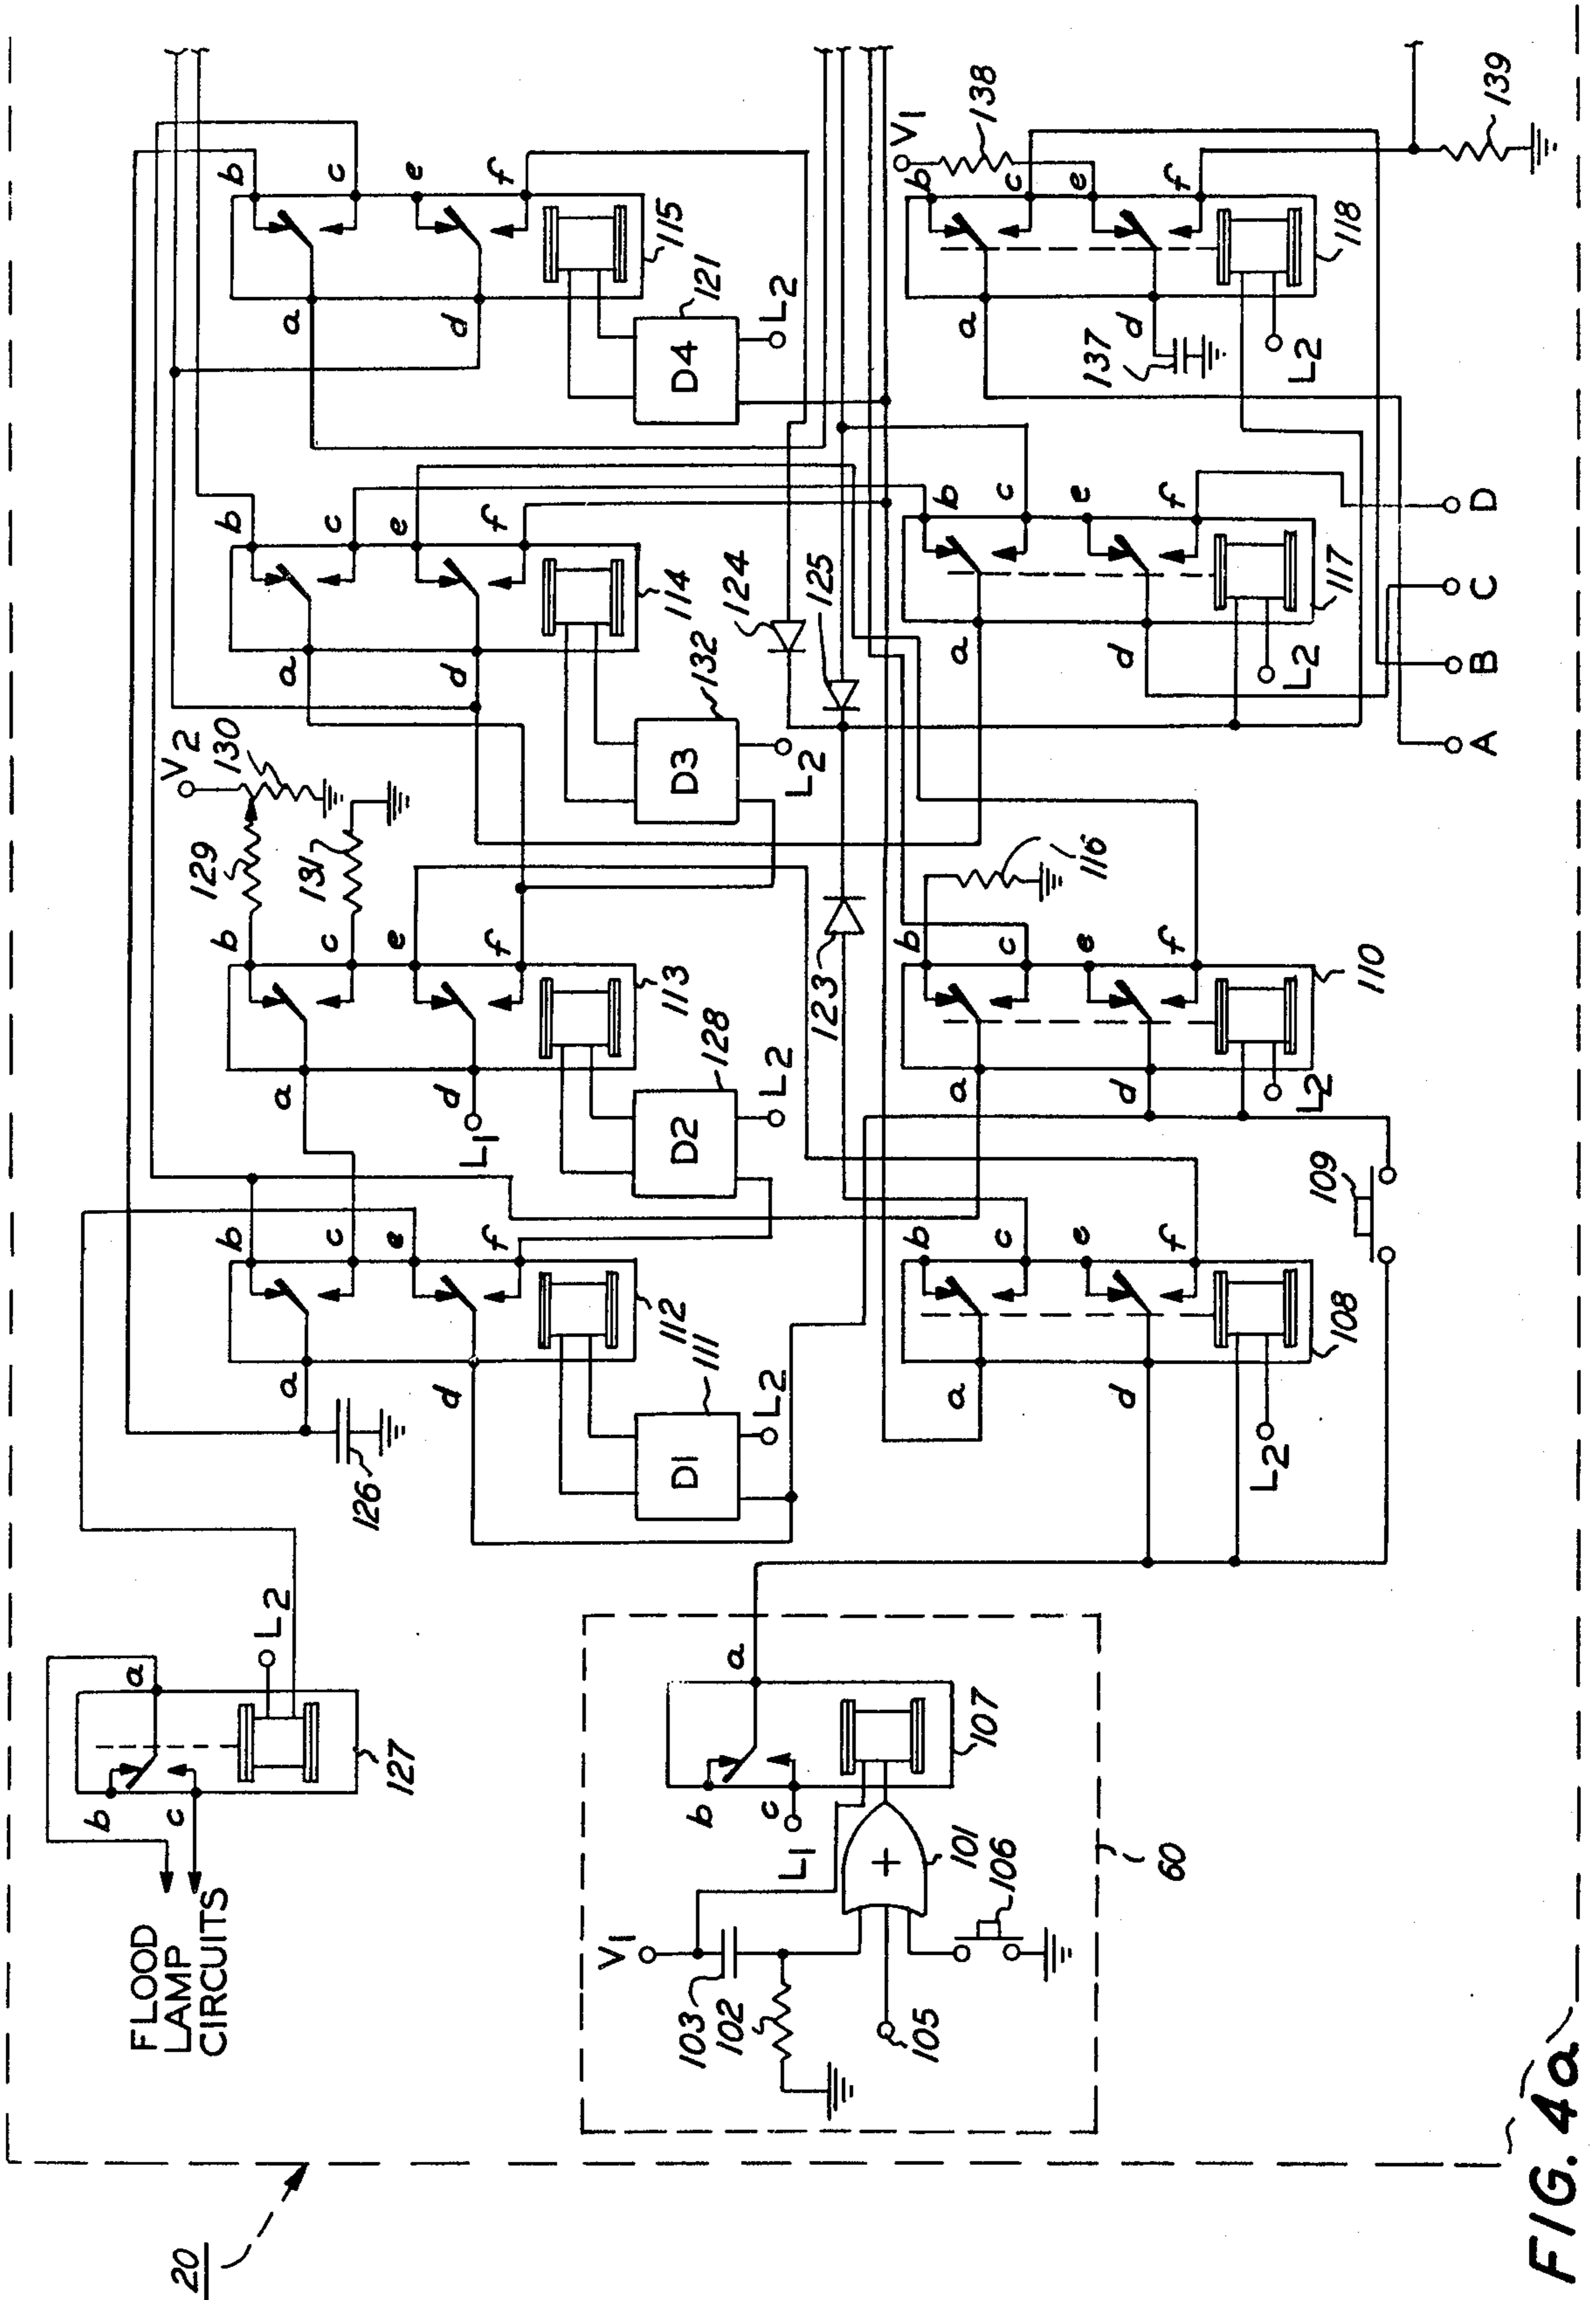 20
FLOOD
LAMP
CIRCUITS
a
b
c
L2
127
126
a
b
c
d
e
f
112
111
D1
L2
129
V2
130
131
a
b
c
d
e
f
L1
113
128
D2
L2
a
b
c
d
e
f
114
132
D3
L2
a
b
c
d
e
f
115
121
D4
L2
124
125
123
V1
103
102
105
L1
101
106
a
b
c
107
60
a
b
c
d
e
f
L2
108
109
a
b
c
d
e
f
L2
110
116
a
b
c
d
e
f
L2
117
V1
138
a
b
c
d
e
f
137
L2
118
139
A
B
C
D
FIG. 4a